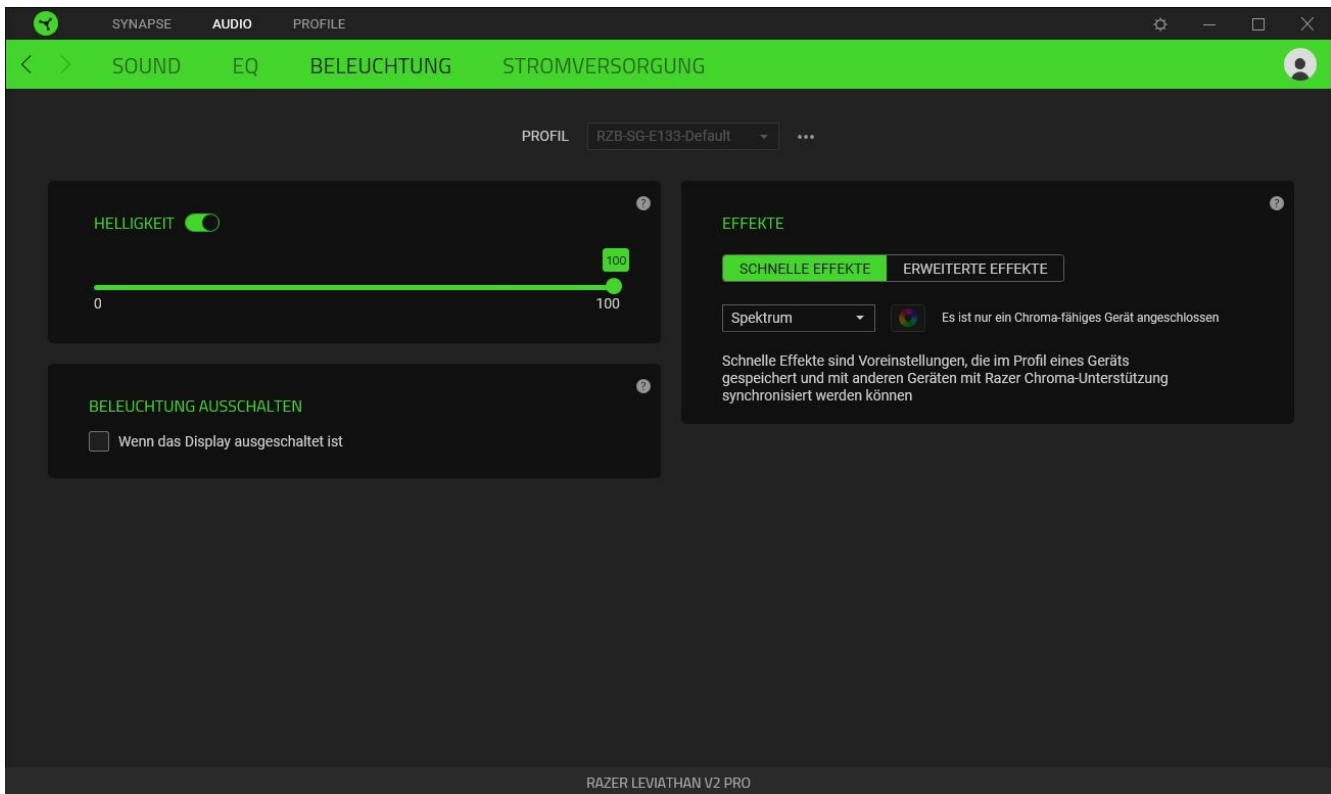 SYNAPSE AUDIO PROFILE
SOUND EQ BELEUCHTUNG STROMVERSORGUNG
PROFIL RZB-SG-E133-Default
HELLIGKEIT
100
0 100
BELEUCHTUNG AUSSCHALTEN
Wenn das Display ausgeschaltet ist
EFFEKTE
SCHNELLE EFFEKTE ERWEITERTE EFFEKTE
Spektrum Es ist nur ein Chroma-fähiges Gerät angeschlossen
Schnelle Effekte sind Voreinstellungen, die im Profil eines Geräts
gespeichert und mit anderen Geräten mit Razer Chroma-Unterstützung
synchronisiert werden können
RAZER LEVIATHAN V2 PRO